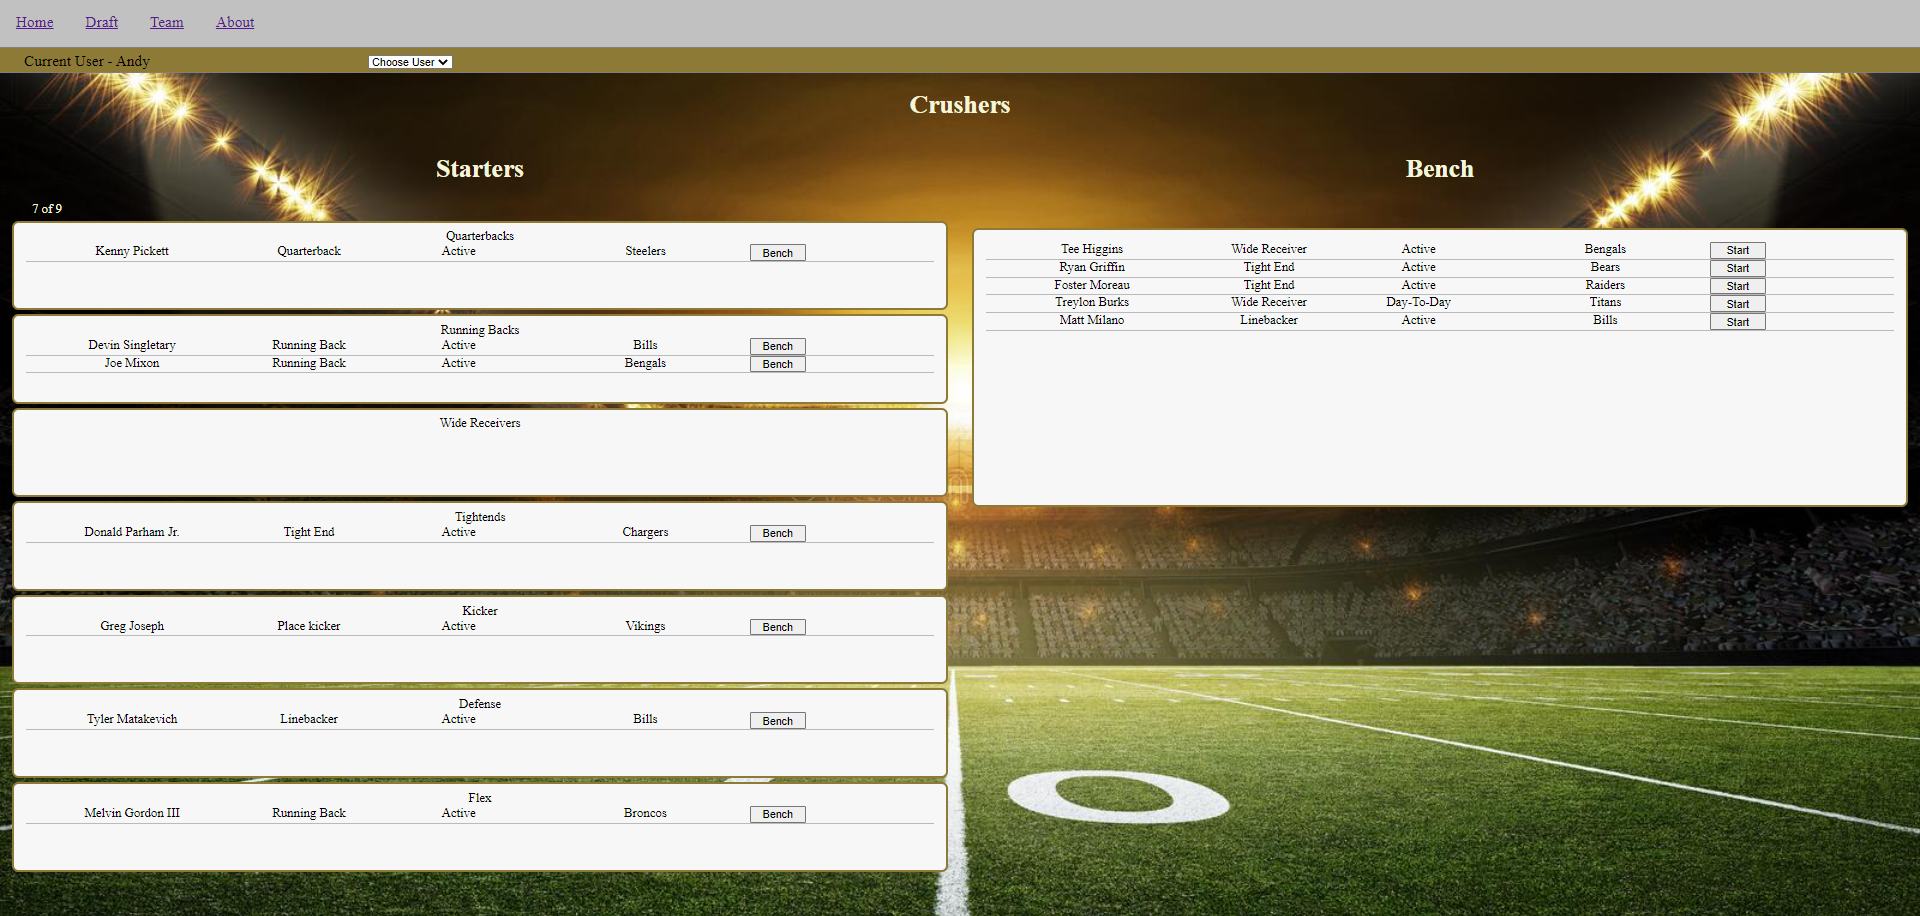 Home Draft Team About
Current User - Andy Choose User
Crushers
Starters
7 of 9
Quarterbacks
Kenny Pickett Quarterback Active Steelers Bench
Running Backs
Devin Singletary Running Back Active Bills Bench
Joe Mixon Running Back Active Bengals Bench
Wide Receivers
Tightends
Donald Parham Jr. Tight End Active Chargers Bench
Kicker
Greg Joseph Place kicker Active Vikings Bench
Defense
Tyler Matakevich Linebacker Active Bills Bench
Flex
Melvin Gordon III Running Back Active Broncos Bench
Bench
Tee Higgins Wide Receiver Active Bengals Start
Ryan Griffin Tight End Active Bears Start
Foster Moreau Tight End Active Raiders Start
Treylon Burks Wide Receiver Day-To-Day Titans Start
Matt Milano Linebacker Active Bills Start